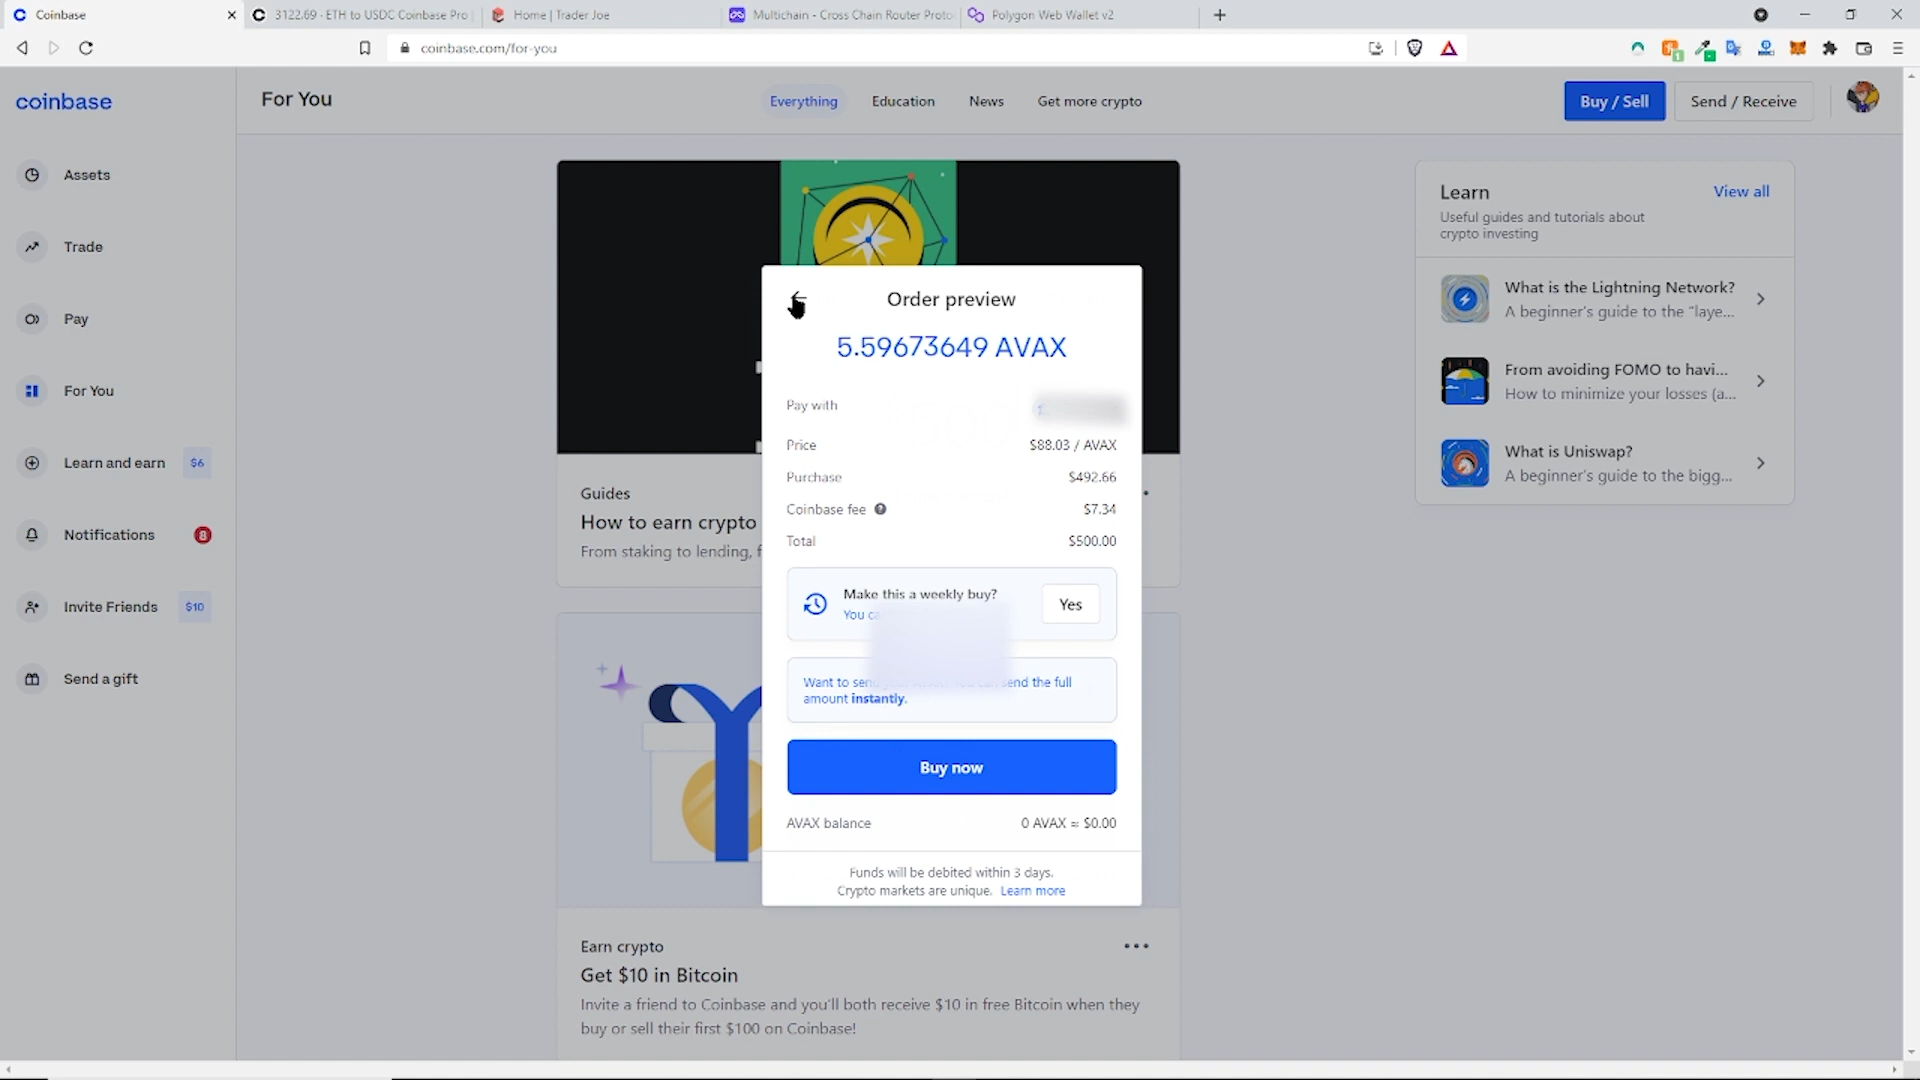 Coinbase
3122.69 · ETH to USDC Coinbase Pro
Home | Trader Joe
Multichain - Cross Chain Router Proto
Polygon Web Wallet v2
coinbase.com/for-you
coinbase
For You
Everything
Education
News
Get more crypto
Buy / Sell
Send / Receive
Assets
Trade
Pay
For You
Learn and earn
$6
Notifications
8
Invite Friends
$10
Send a gift
Guides
How to earn crypto
From staking to lending, f
Order preview
5.59673649 AVAX
Pay with
Price
$88.03 / AVAX
Purchase
$492.66
Coinbase fee
$7.34
Total
$500.00
Make this a weekly buy?
You ca
Yes
Want to send the full
amount instantly.
Buy now
AVAX balance
0 AVAX ≈ $0.00
Funds will be debited within 3 days.
Crypto markets are unique. Learn more
Earn crypto
Get $10 in Bitcoin
Invite a friend to Coinbase and you'll both receive $10 in free Bitcoin when they
buy or sell their first $100 on Coinbase!
Learn
View all
Useful guides and tutorials about
crypto investing
What is the Lightning Network?
A beginner's guide to the "laye...
From avoiding FOMO to havi...
How to minimize your losses (a...
What is Uniswap?
A beginner's guide to the bigg...